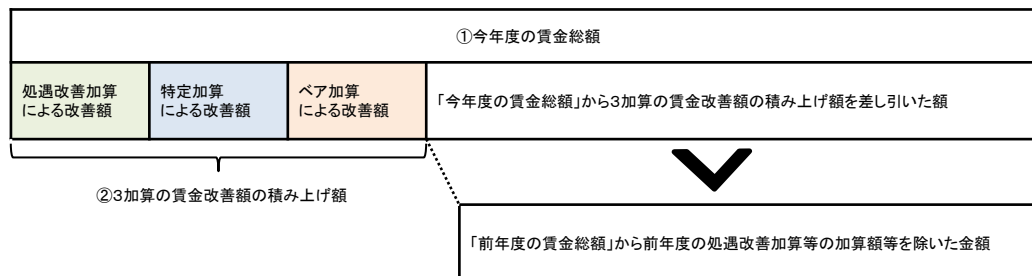 ①今年度の賃金総額
処遇改善加算
による改善額
特定加算
による改善額
ベア加算
による改善額
「今年度の賃金総額」から3加算の賃金改善額の積み上げ額を差し引いた額
②3加算の賃金改善額の積み上げ額
「前年度の賃金総額」から前年度の処遇改善加算等の加算額等を除いた金額